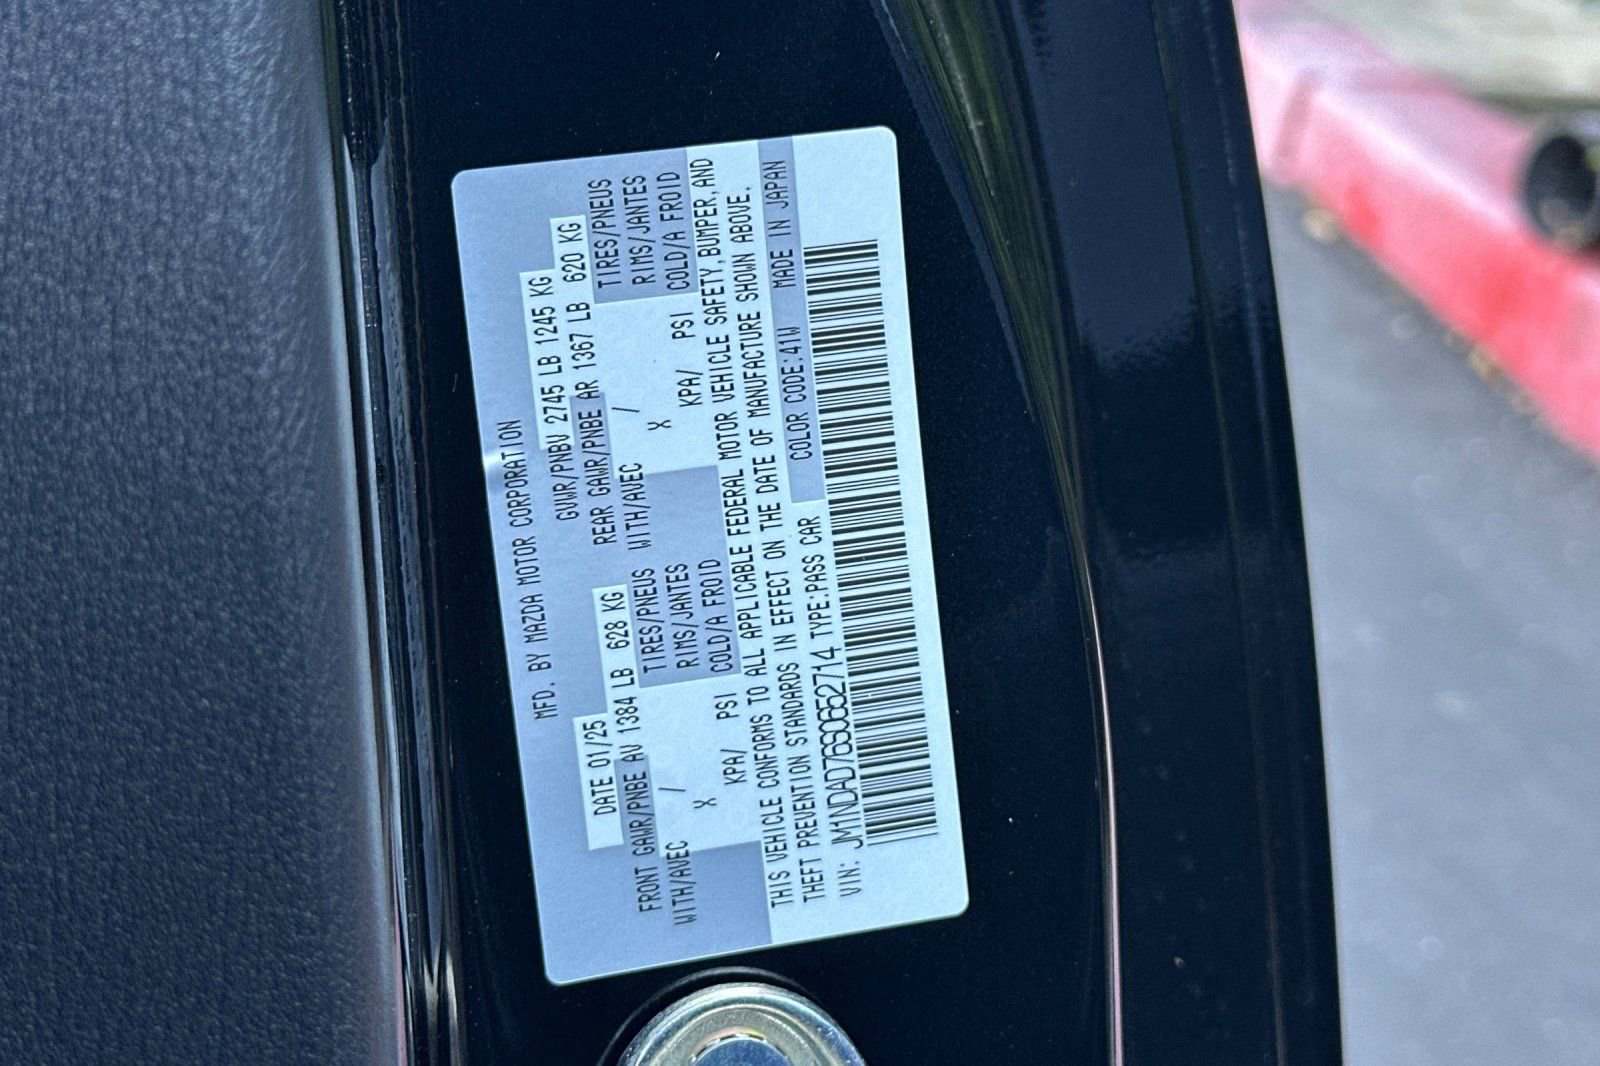 MFD. BY MAZDA MOTOR CORPORATION
DATE 01/25 GVWR/PNBV 2745 LB 1245 KG
FRONT GAWR/PNBE AV 1384 LB 628 KG REAR GAWR/PNBE AR 1367 LB 620 KG
WITH/AVEC / TIRES/PNEUS WITH/AVEC / TIRES/PNEUS
X RIMS/JANTES X RIMS/JANTES
KPA/ PSI COLD/A FROID KPA/ PSI COLD/A FROID
THIS VEHICLE CONFORMS TO ALL APPLICABLE FEDERAL MOTOR VEHICLE SAFETY, BUMPER, AND
THEFT PREVENTION STANDARDS IN EFFECT ON THE DATE OF MANUFACTURE SHOWN ABOVE.
VIN: JM1NDAD76S0652714 TYPE:PASS CAR COLOR CODE:41W MADE IN JAPAN